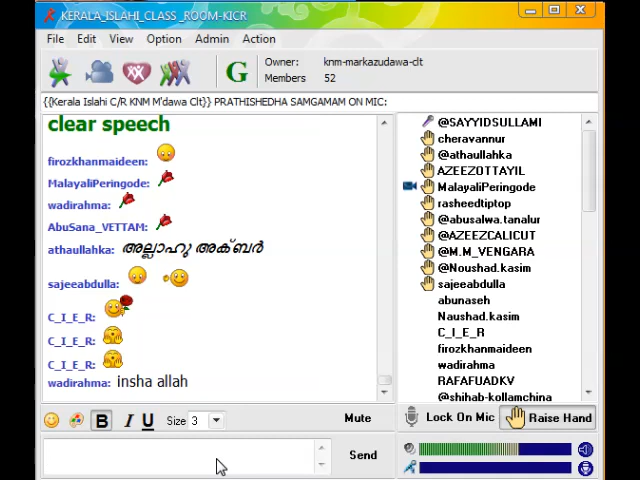 KERALA_ISLAHI_CLASS_ROOM-KICR
File Edit View Option Admin Action
G
Owner: knm-markazudawa-clt
Members 52
{{Kerala Islahi C/R KNM M'dawa Clt}} PRATHISHEDHA SAMGAMAM ON MIC:
clear speech
firozkhanmaideen:
MalayaliPeringode:
wadirahma:
AbuSana_VETTAM:
athaullahka: അല്ലാഹു അക്ബർ
sajeeabdulla:
C_I_E_R:
C_I_E_R:
C_I_E_R:
wadirahma: insha allah
@SAYYIDSULLAMI
cheravannur
@athaullahka
AZEEZOTTAYIL
MalayaliPeringode
rasheedtiptop
@abusalwa.tanalur
@AZEEZCALICUT
@M.M_VENGARA
@Noushad.kasim
sajeeabdulla
abunaseh
Noushad.kasim
C_I_E_R
firozkhanmaideen
wadirahma
RAFAFUADKV
@shihab-kollamchina
B I U Size 3 Mute
Lock On Mic Raise Hand
Send